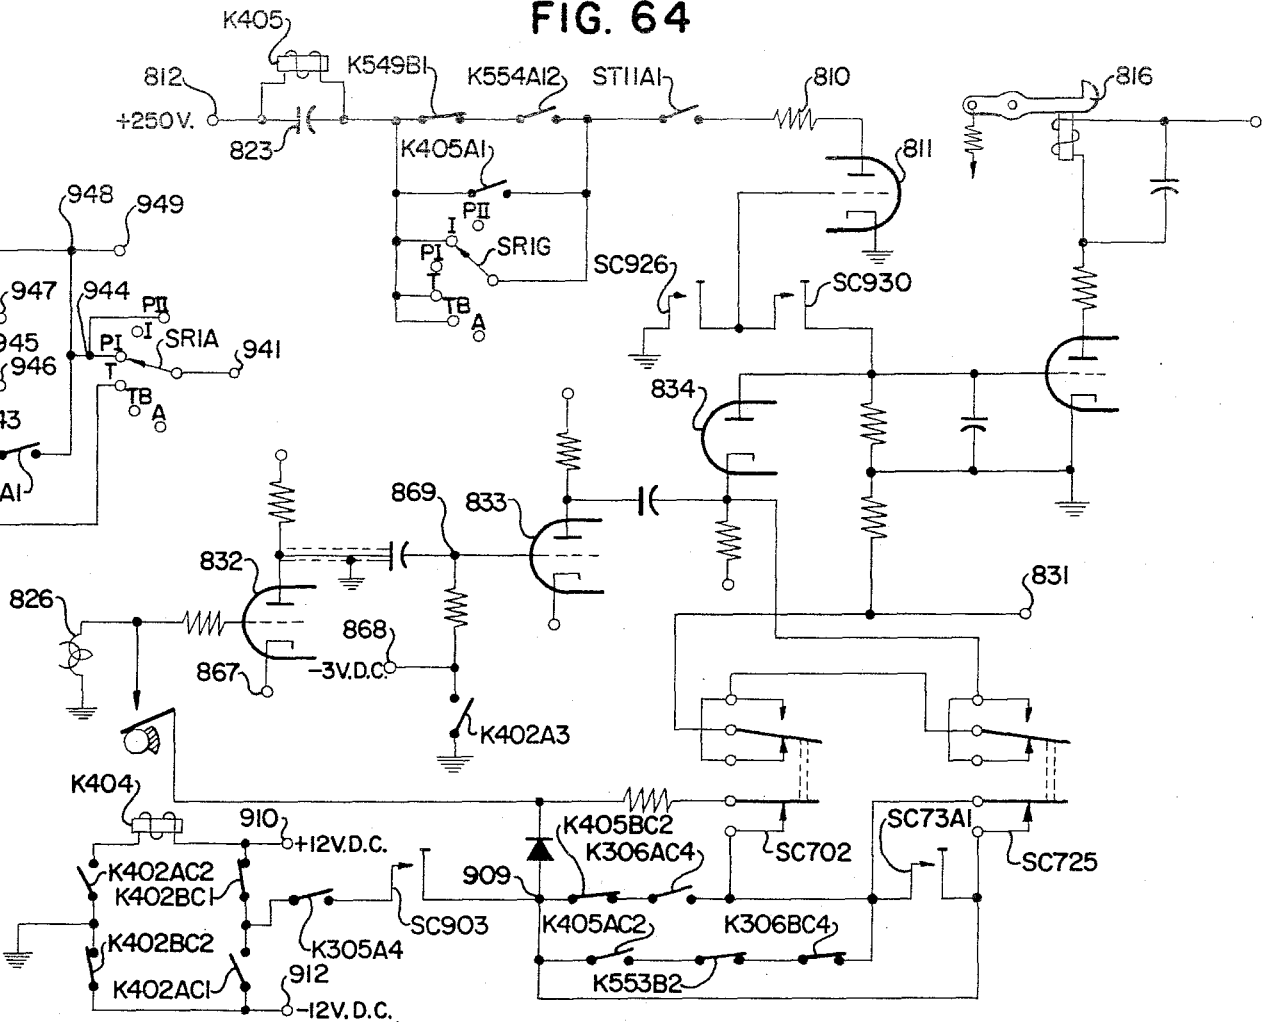 FIG. 64
K405
812
K549B1
K554A12
ST11A1
810
816
+250V.
823
K405A1
811
948
949
PII
I
SR1G
PI
T
TB
A
SC926
SC930
947
944
PII
I
945
PI
SR1A
941
946
T
TB
A
834
43
A1
869
833
832
831
826
868
867
-3V.D.C.
K402A3
K404
910
+12V.D.C.
K405BC2
SC73A1
K306AC4
SC702
SC725
K402AC2
K402BC1
909
SC903
K405AC2
K306BC4
K402BC2
K305A4
K402AC1
912
K553B2
-12V.D.C.